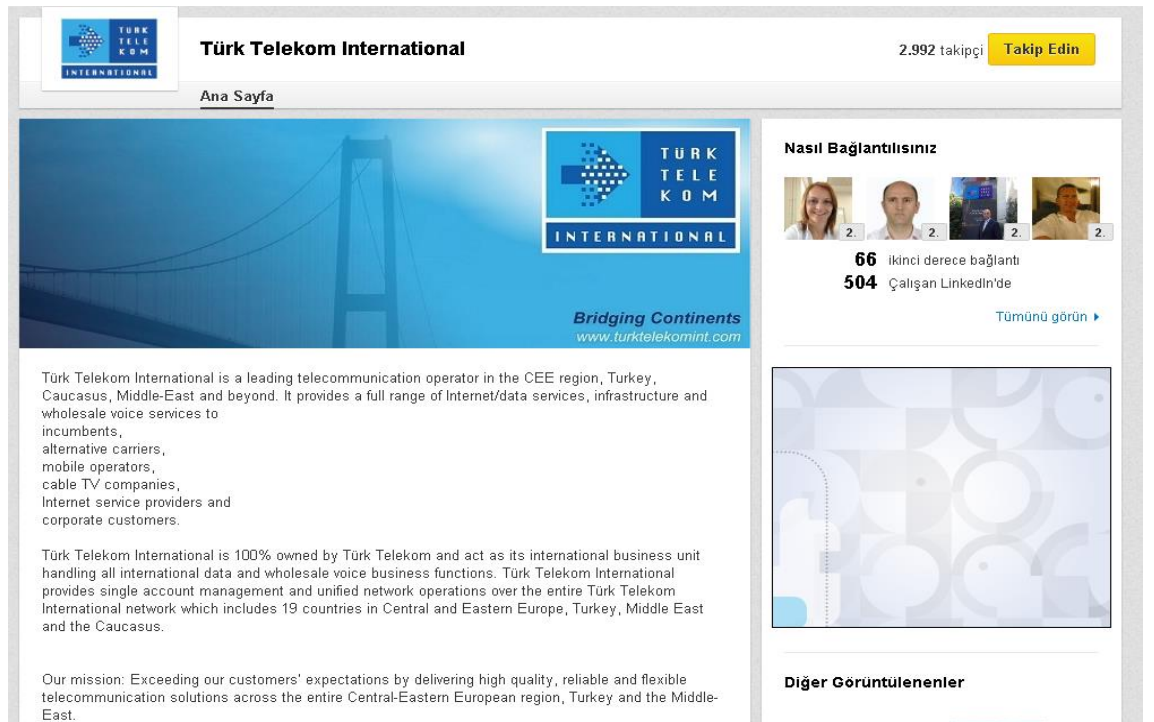 TURK
TELE
KOM
INTERNATIONAL
Türk Telekom International
2.992 takipçi
Takip Edin
Ana Sayfa
TÜRK
TELE
KOM
INTERNATIONAL
Bridging Continents
www.turktelekomint.com
Türk Telekom International is a leading telecommunication operator in the CEE region, Turkey,
Caucasus, Middle-East and beyond. It provides a full range of Internet/data services, infrastructure and
wholesale voice services to
incumbents,
alternative carriers,
mobile operators,
cable TV companies,
Internet service providers and
corporate customers.
Türk Telekom International is 100% owned by Türk Telekom and act as its international business unit
handling all international data and wholesale voice business functions. Türk Telekom International
provides single account management and unified network operations over the entire Türk Telekom
International network which includes 19 countries in Central and Eastern Europe, Turkey, Middle East
and the Caucasus.
Our mission: Exceeding our customers' expectations by delivering high quality, reliable and flexible
telecommunication solutions across the entire Central-Eastern European region, Turkey and the Middle-
East.
Nasıl Bağlantılısınız
2. 2. 2. 2.
66 ikinci derece bağlantı
504 Çalışan LinkedIn'de
Tümünü görün
Diğer Görüntülenenler